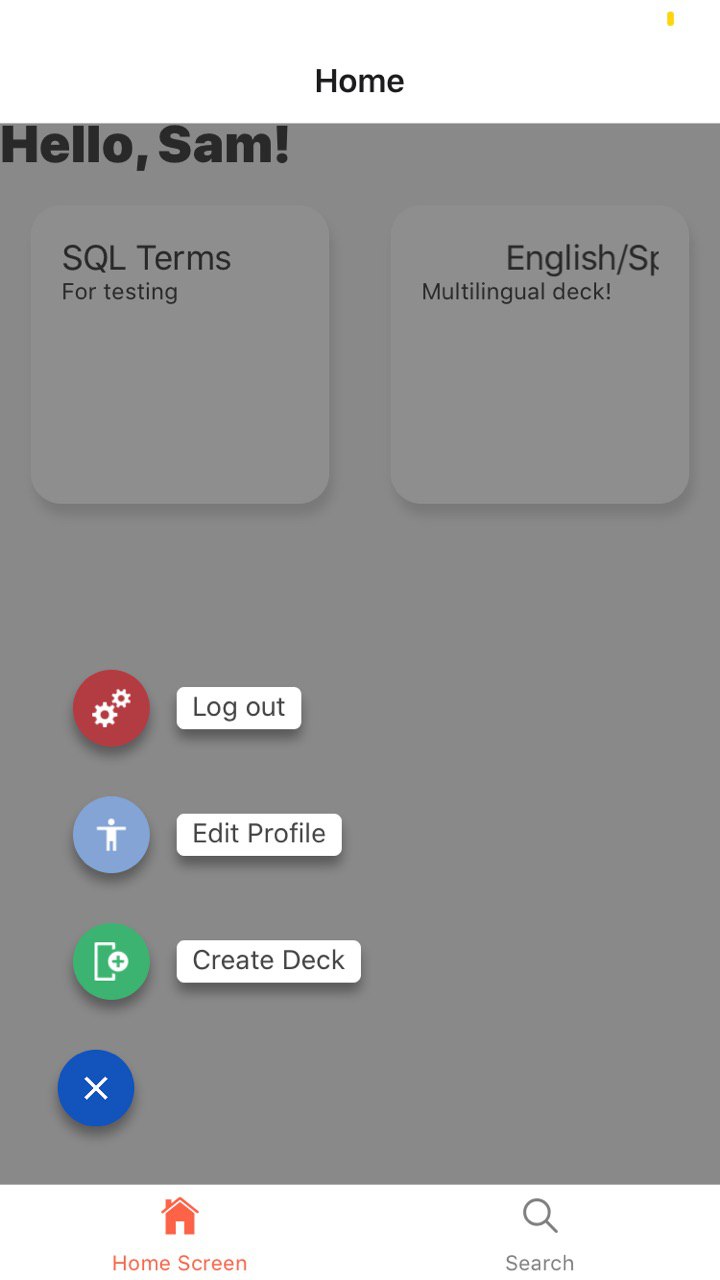 Home
Hello, Sam!
SQL Terms
For testing
English/Sp
Multilingual deck!
Log out
Edit Profile
Create Deck
Home Screen
Search